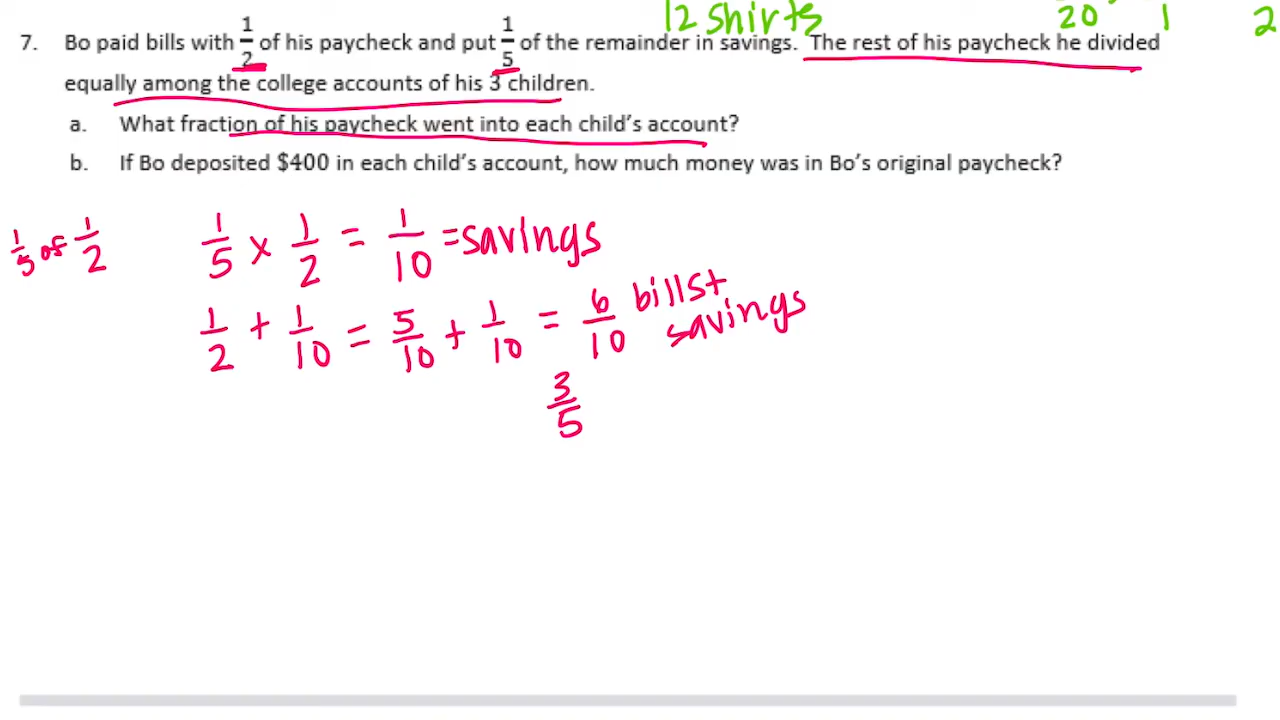 12 shirts
20 1 2
7. Bo paid bills with 1/2 of his paycheck and put 1/5 of the remainder in savings. The rest of his paycheck he divided
equally among the college accounts of his 3 children.
a. What fraction of his paycheck went into each child's account?
b. If Bo deposited $400 in each child's account, how much money was in Bo's original paycheck?
1/5 of 1/2
1/5 x 1/2 = 1/10 = savings
1/2 + 1/10 = 5/10 + 1/10 = 6/10 bills +
savings
3/5